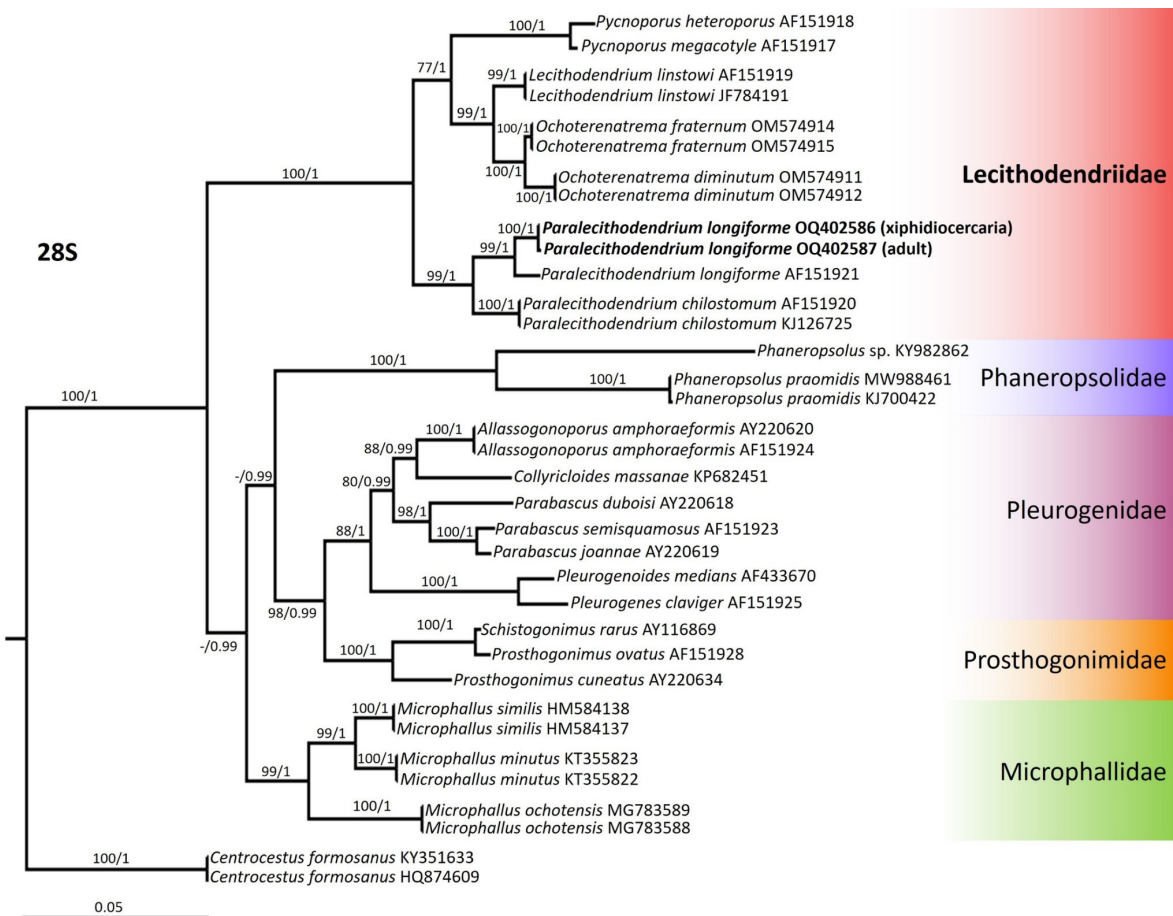 100/1
Pycnoporus heteroporus AF151918
Pycnoporus megacotyle AF151917
77/1
99/1
Lecithodendrium linstowi AF151919
Lecithodendrium linstowi JF784191
99/1
100/1
Ochoterenatrema fraternum OM574914
Ochoterenatrema fraternum OM574915
100/1
Ochoterenatrema diminutum OM574911
100/1
Ochoterenatrema diminutum OM574912
100/1
Lecithodendriidae
28S
100/1
Paralecithodendrium longiforme OQ402586 (xiphidiocercaria)
Paralecithodendrium longiforme OQ402587 (adult)
99/1
Paralecithodendrium longiforme AF151921
99/1
100/1
Paralecithodendrium chilostomum AF151920
Paralecithodendrium chilostomum KJ126725
100/1
Phaneropsolus sp. KY982862
100/1
100/1
Phaneropsolus praomidis MW988461
Phaneropsolus praomidis KJ700422
Phaneropsolidae
100/1
Allassogonoporus amphoraeformis AY220620
Allassogonoporus amphoraeformis AF151924
88/0.99
-/0.99
80/0.99
Collyricloides massanae KP682451
Parabascus duboisi AY220618
98/1
Pleurogenidae
88/1
100/1
Parabascus semisquamosus AF151923
Parabascus joannae AY220619
100/1
Pleurogenoides medians AF433670
Pleurogenes claviger AF151925
98/0.99
-/0.99
100/1
Schistogonimus rarus AY116869
Prosthogonimus ovatus AF151928
100/1
Prosthogonimus cuneatus AY220634
Prosthogonimidae
100/1
Microphallus similis HM584138
Microphallus similis HM584137
99/1
100/1
Microphallus minutus KT355823
Microphallus minutus KT355822
99/1
Microphallidae
100/1
Microphallus ochotensis MG783589
Microphallus ochotensis MG783588
100/1
Centrocestus formosanus KY351633
Centrocestus formosanus HQ874609
0.05